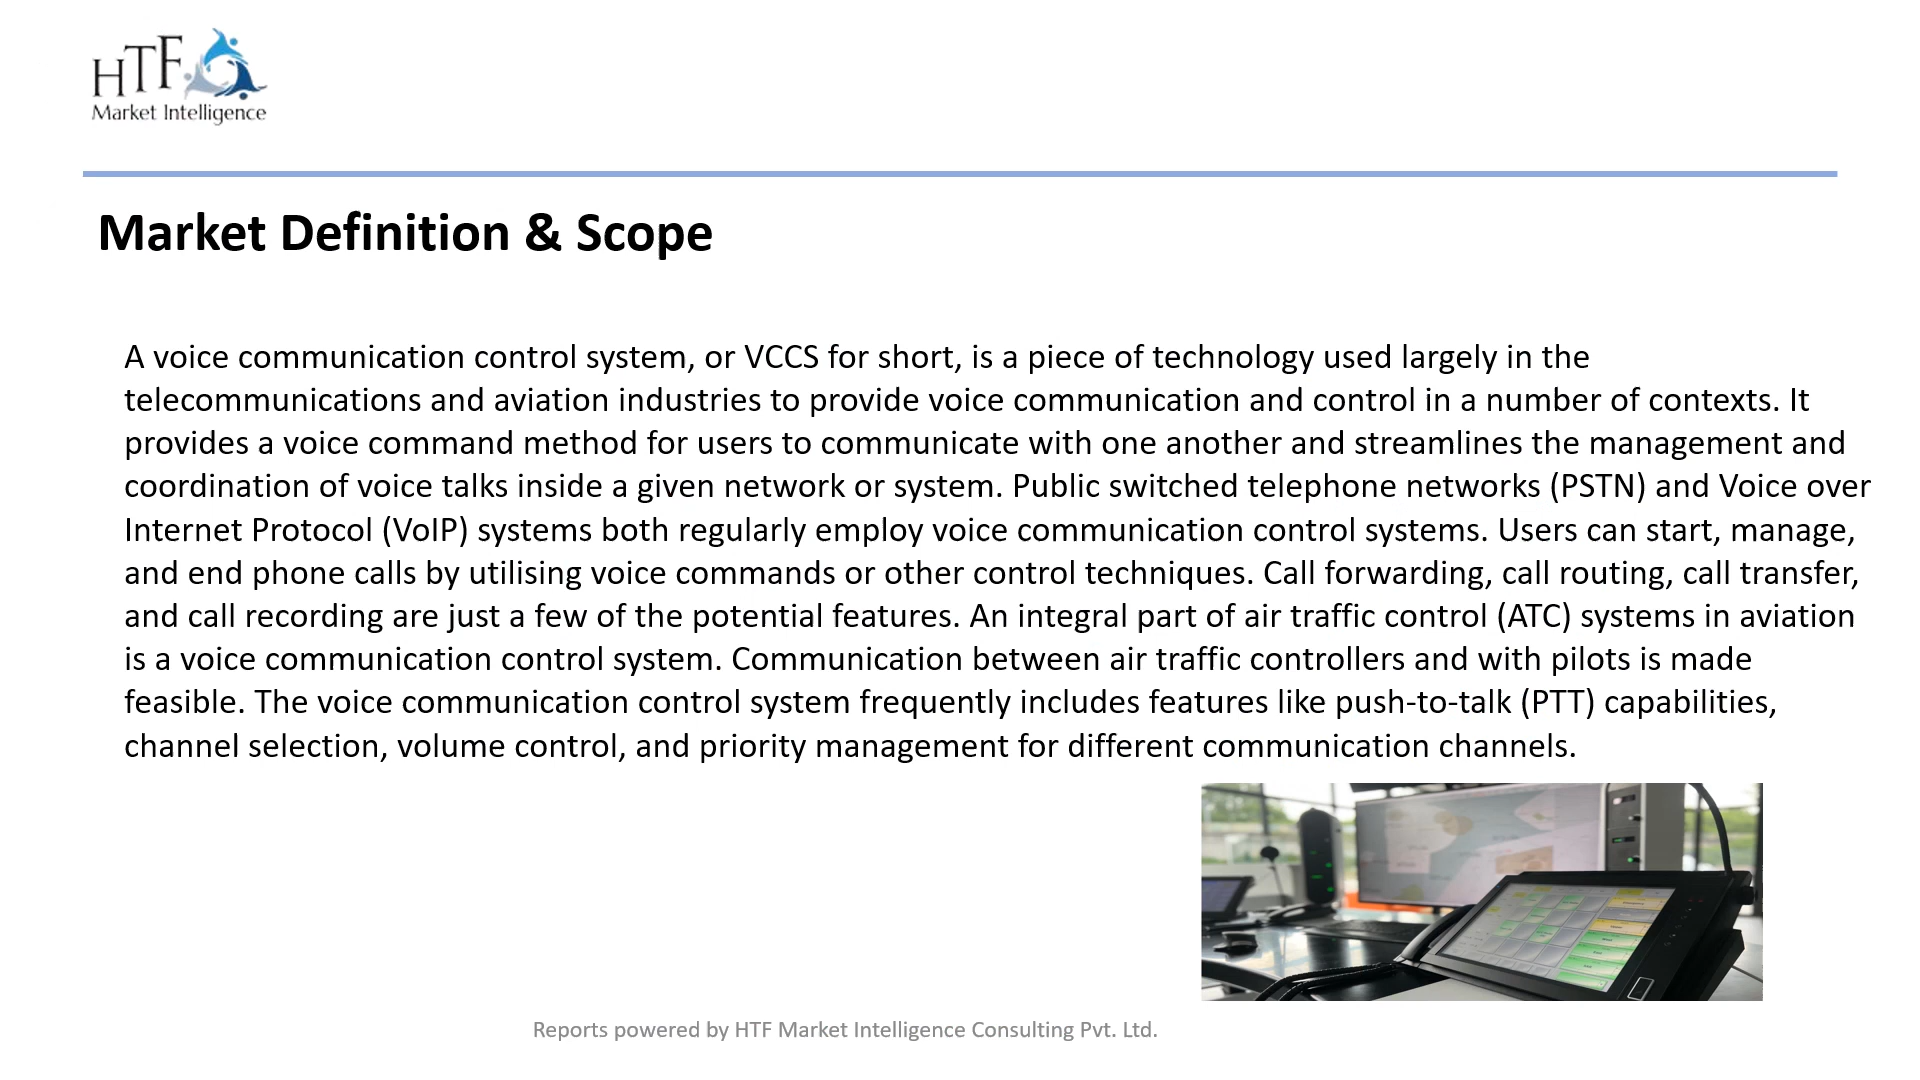 HTF
Market Intelligence
Market Definition & Scope
A voice communication control system, or VCCS for short, is a piece of technology used largely in the
telecommunications and aviation industries to provide voice communication and control in a number of contexts. It
provides a voice command method for users to communicate with one another and streamlines the management and
coordination of voice talks inside a given network or system. Public switched telephone networks (PSTN) and Voice over
Internet Protocol (VoIP) systems both regularly employ voice communication control systems. Users can start, manage,
and end phone calls by utilising voice commands or other control techniques. Call forwarding, call routing, call transfer,
and call recording are just a few of the potential features. An integral part of air traffic control (ATC) systems in aviation
is a voice communication control system. Communication between air traffic controllers and with pilots is made
feasible. The voice communication control system frequently includes features like push-to-talk (PTT) capabilities,
channel selection, volume control, and priority management for different communication channels.
Reports powered by HTF Market Intelligence Consulting Pvt. Ltd.